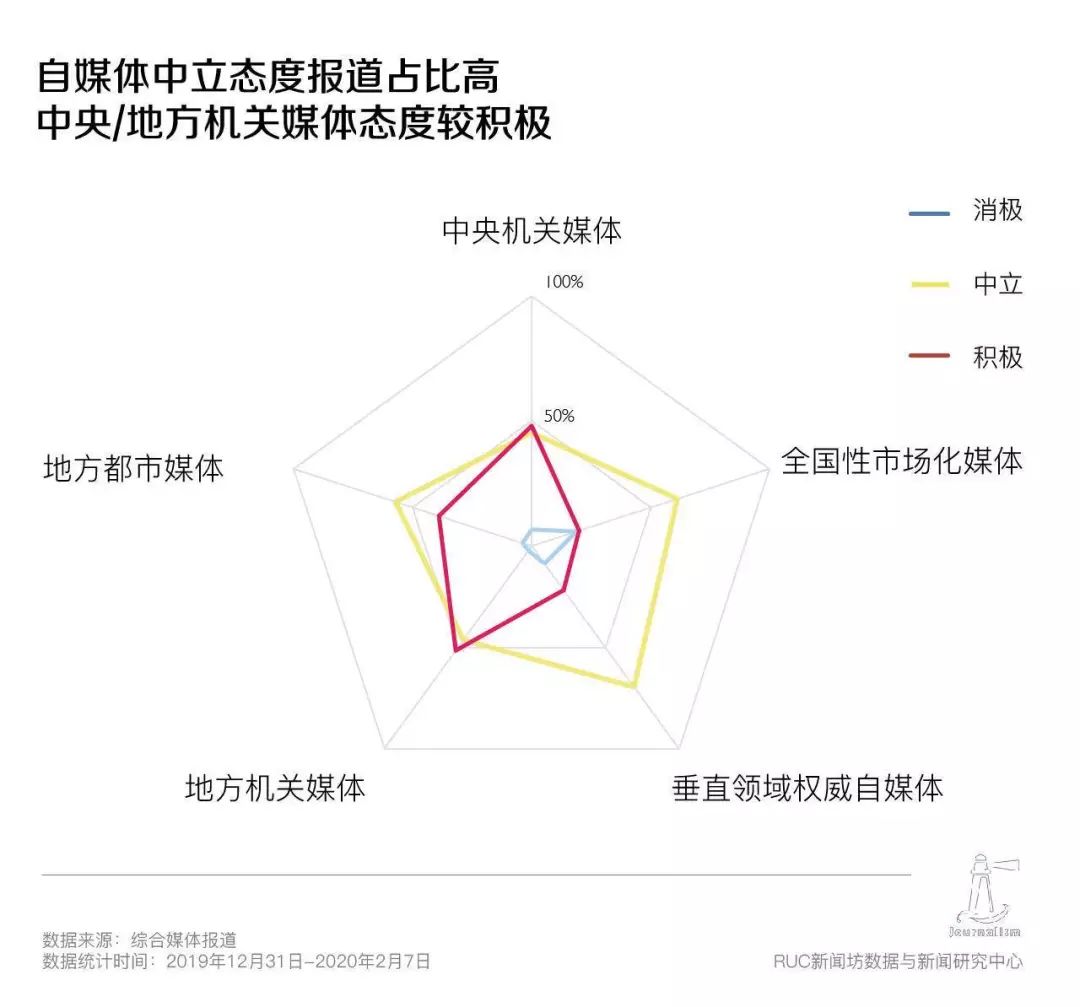 自媒体中立态度报道占比高
中央/地方机关媒体态度较积极
消极
中立
积极
中央机关媒体
100%
50%
全国性市场化媒体
地方都市媒体
地方机关媒体
垂直领域权威自媒体
Journalism
数据来源：综合媒体报道
数据统计时间：2019年12月31日-2020年2月7日
RUC新闻坊数据与新闻研究中心